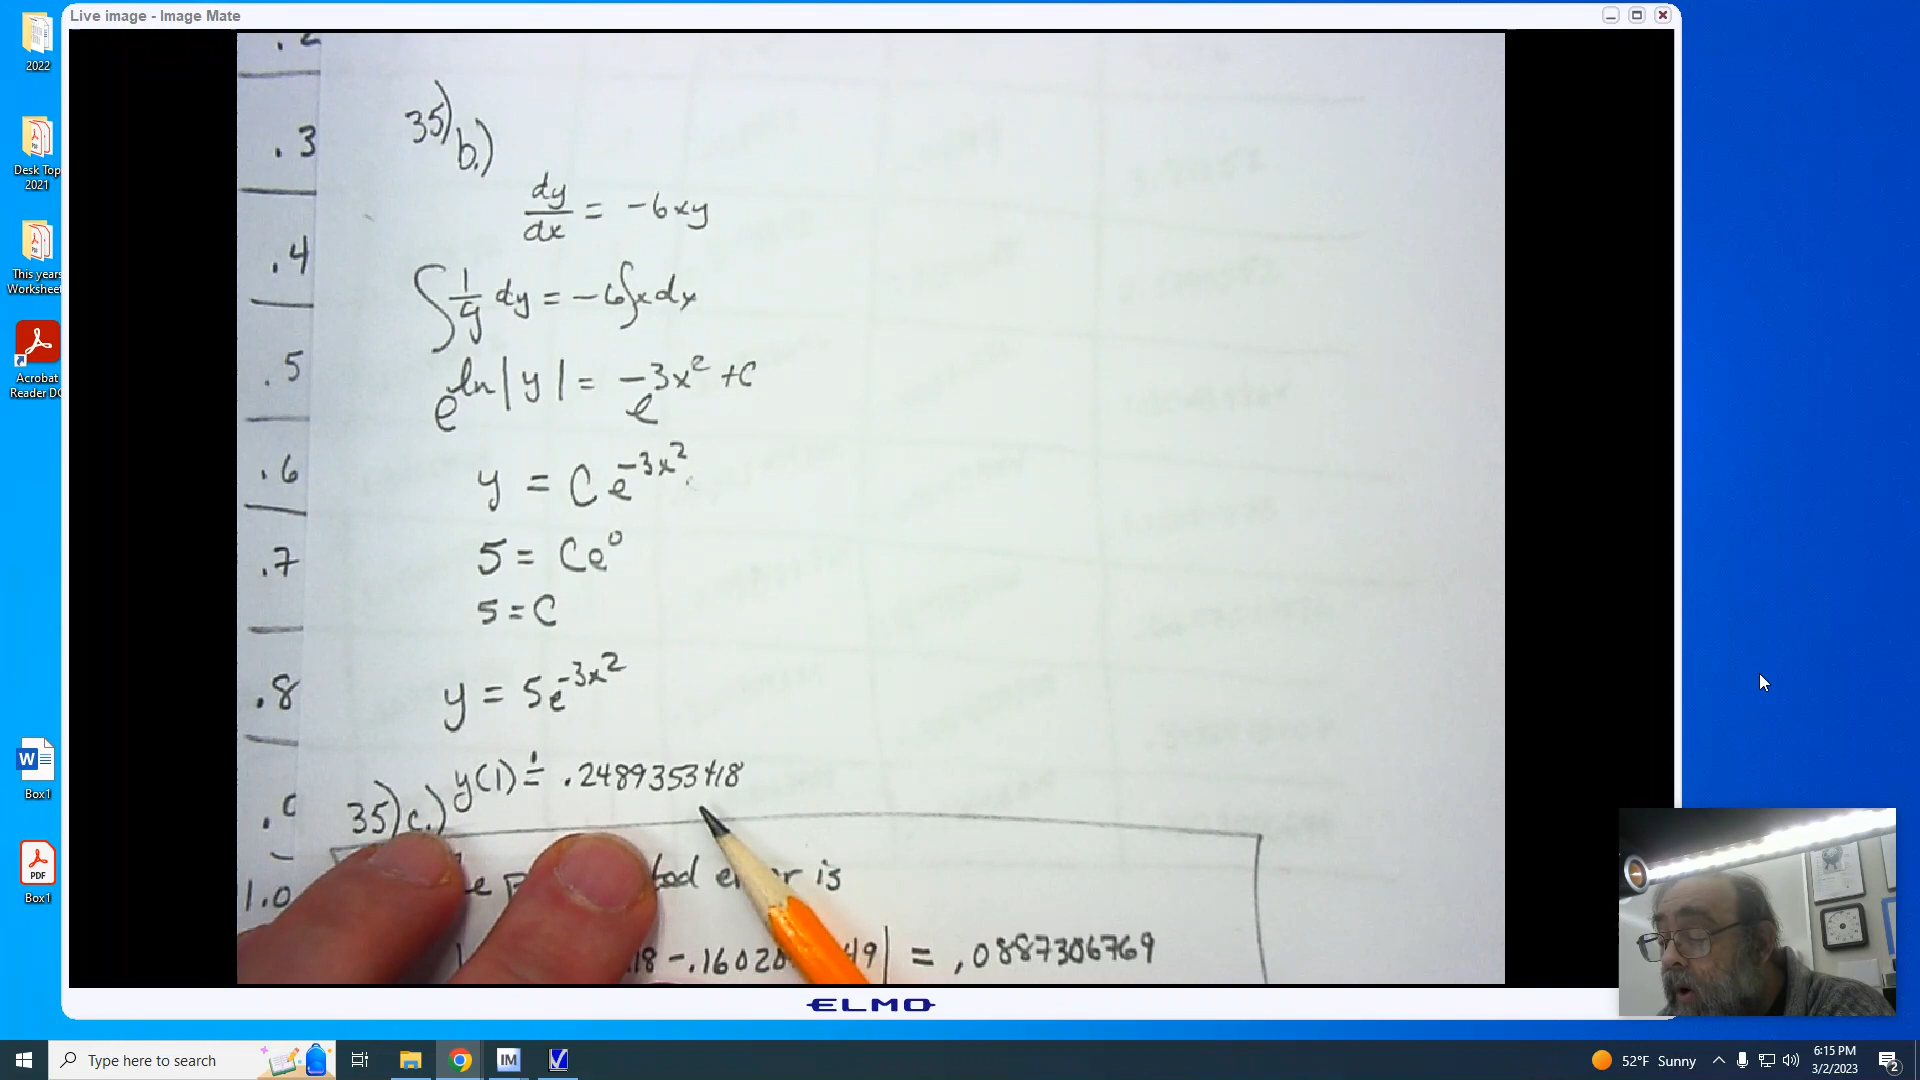 Live image - Image Mate
2022
Desk Top
2021
This years
Worksheet
Acrobat
Reader DC
Box1
Box1
.3
.4
.5
.6
.7
.8
1.0
35) b.)
dy/dx = -6xy
∫ 1/y dy = -6∫x dx
e^ln|y| = e^-3x² + C
y = Ce^-3x²
5 = Ce⁰
5 = C
y = 5e^-3x²
y(1) ≐ .2489353418
35) c.)
is
= .0887306769
ELMO
Type here to search
IM
52°F Sunny
6:15 PM
3/2/2023
2